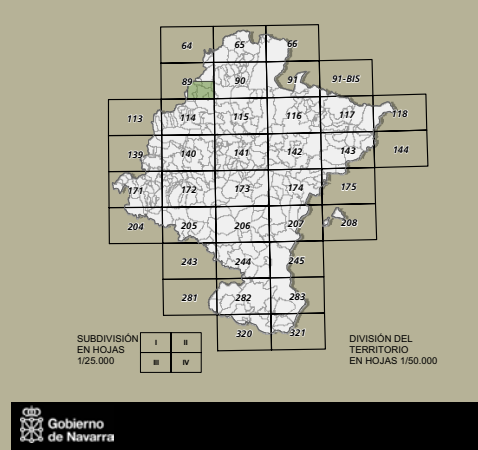 64 65 66
89 90 91 91-BIS
113 114 115 116 117 118
139 140 141 142 143 144
171 172 173 174 175
204 205 206 207 208
243 244 245
281 282 283
320 321
SUBDIVISIÓN
EN HOJAS
1/25.000
I II
III IV
DIVISIÓN DEL
TERRITORIO
EN HOJAS 1/50.000
Gobierno
de Navarra